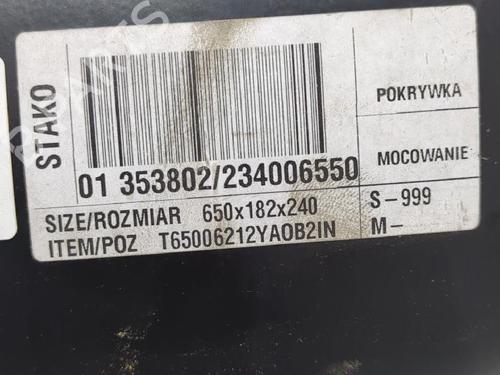 STAKO
01 353802/234006550
SIZE/ROZMIAR 650x182x240
ITEM/POZ T65006212YAOB2IN
POKRYWKA
MOCOWANIE
S-999
M-